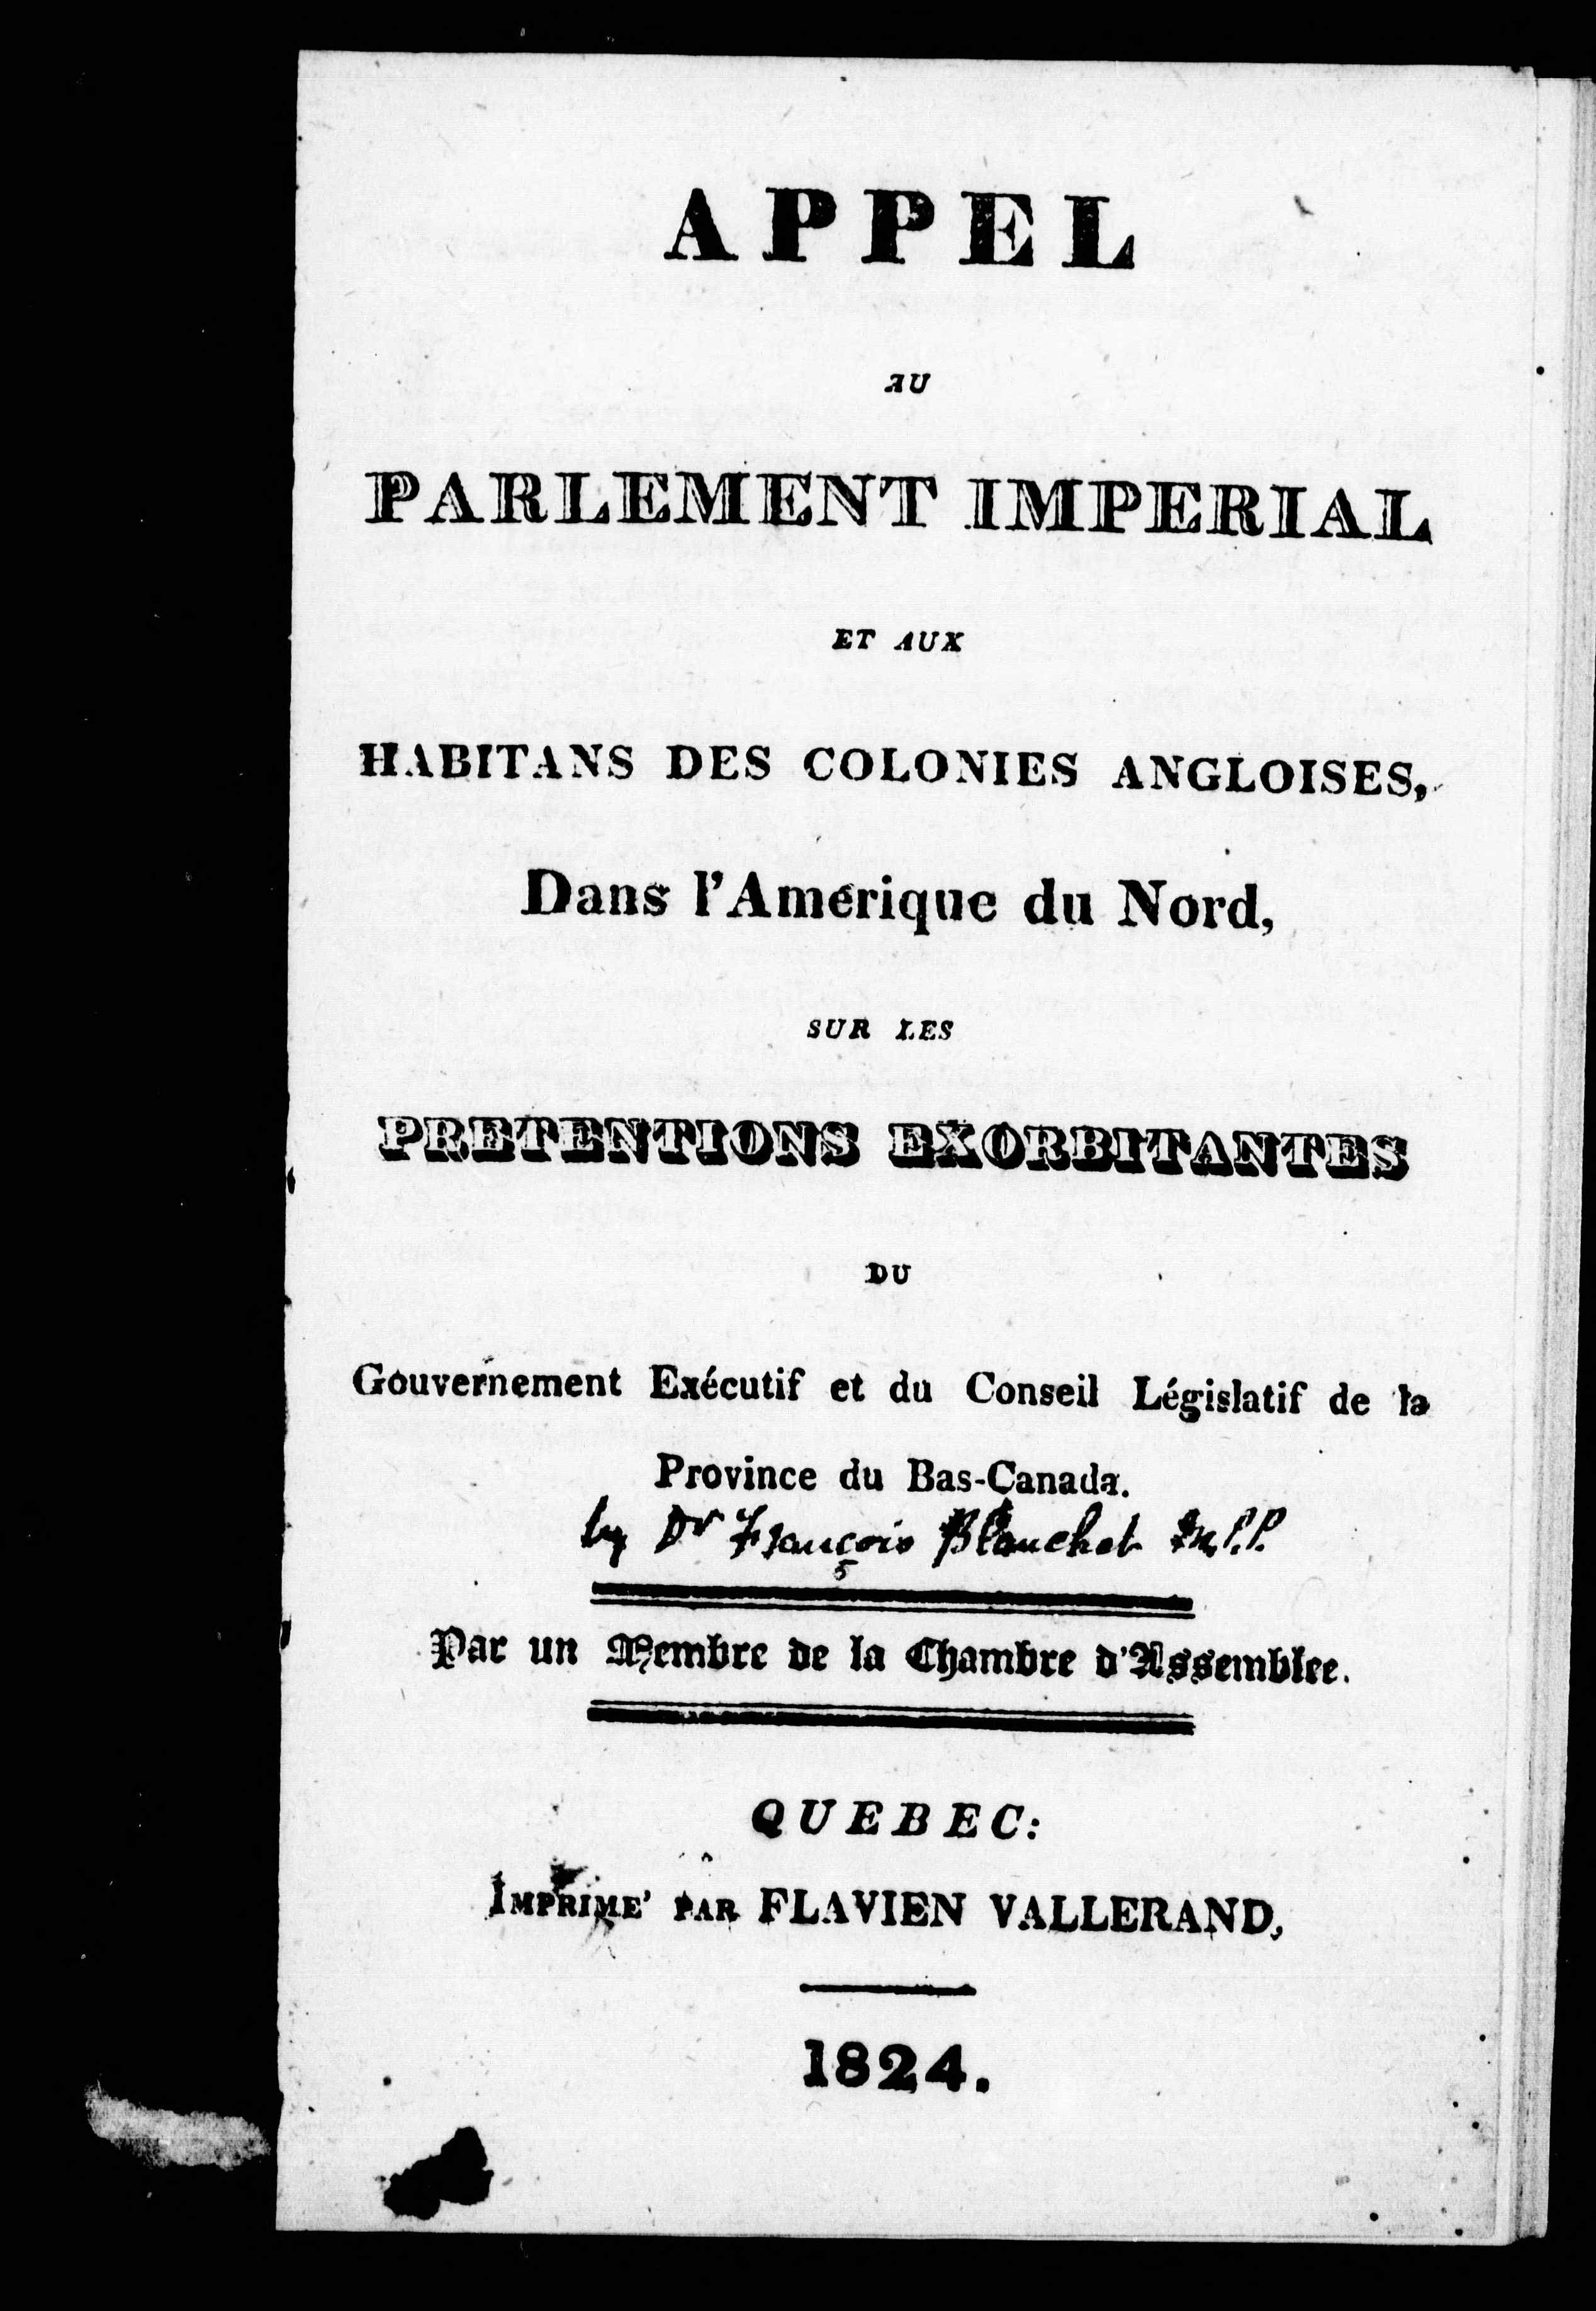 APPEL
AU
PARLEMENT IMPERIAL
ET AUX
HABITANS DES COLONIES ANGLOISES,
Dans l'Amérique du Nord,
SUR LES
PRETENTIONS EXORBITANTES
DU
Gouvernement Exécutif et du Conseil Législatif de la
Province du Bas-Canada.
by Dr François Blanchet M.P.P.
Par un Membre de la Chambre d'Assemblee.
QUEBEC:
IMPRIME' PAR FLAVIEN VALLERAND,
1824.